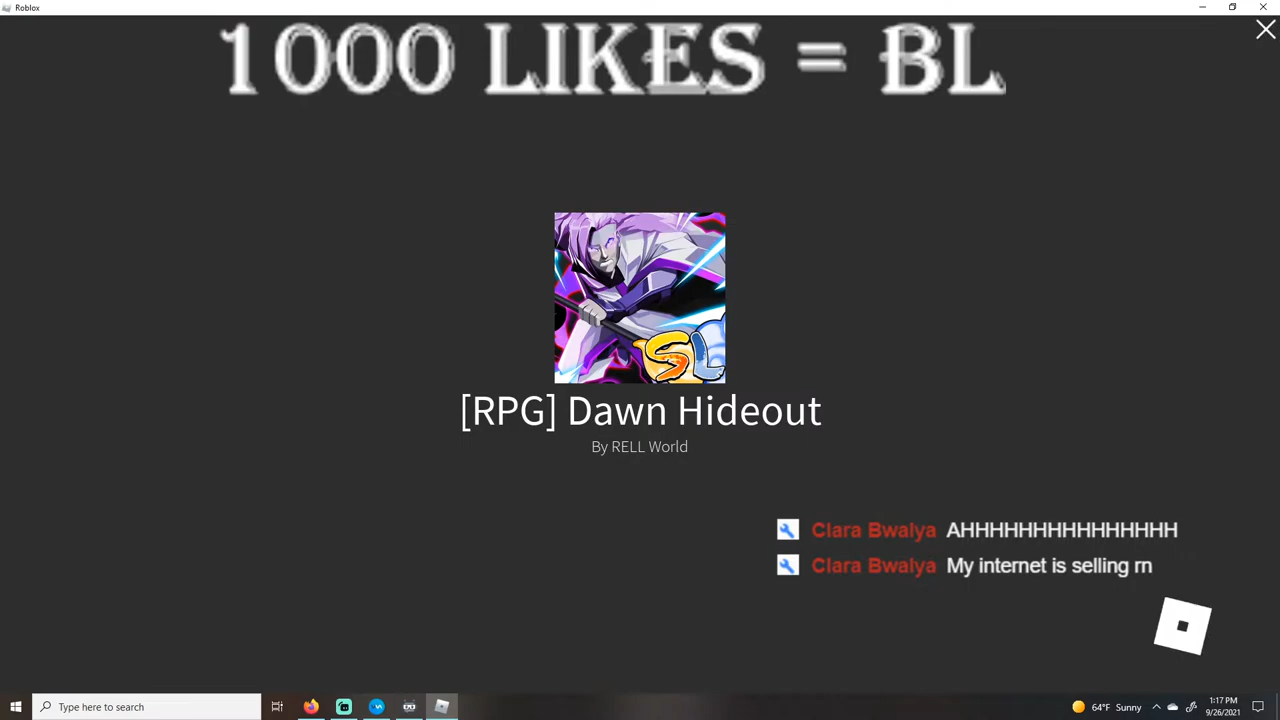 Roblox
1000 LIKES = BL
SL
[RPG] Dawn Hideout
By RELL World
Clara Bwalya AHHHHHHHHHHHHHHH
Clara Bwalya My internet is selling rn
Type here to search
64°F Sunny
1:17 PM
9/26/2021